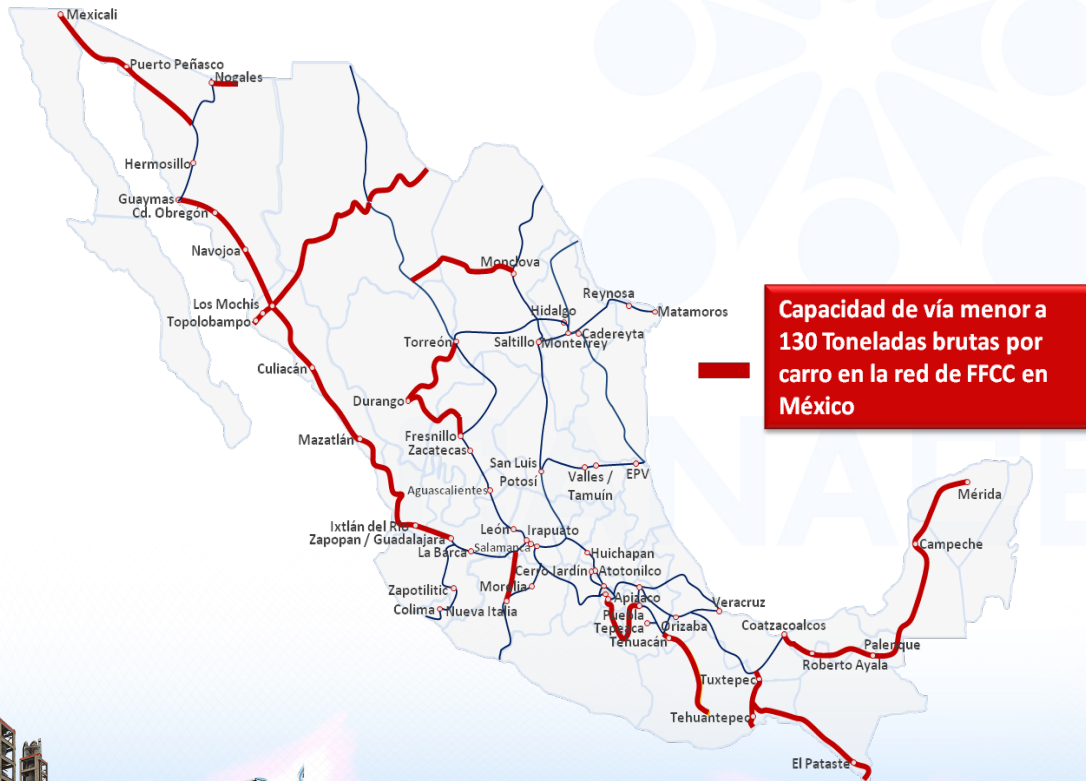 Mexicali
Puerto Peñasco
Nogales
Hermosillo
Guaymas
Cd. Obregón
Navojoa
Los Mochis
Topolobampo
Culiacán
Mazatlán
Monclova
Reynosa
Hidalgo
Matamoros
Torreón
Saltillo
Monterrey
Cadereyta
Capacidad de vía menor a
130 Toneladas brutas por
carro en la red de FFCC en
México
Durango
Fresnillo
Zacatecas
San Luis
Potosí
Valles /
Tamuín
EPV
Aguascalientes
Ixtlán del Río
Zapopan / Guadalajara
León
Irapuato
La Barca
Salamanca
Huichapan
Cerro Jardín
Atotonilco
Zapotilitic
Morelia
Colima
Nueva Italia
Apizaco
Puebla
Tepeaca
Tehuacán
Orizaba
Veracruz
Coatzacoalcos
Mérida
Campeche
Palenque
Roberto Ayala
Tuxtepec
Tehuantepec
El Pataste